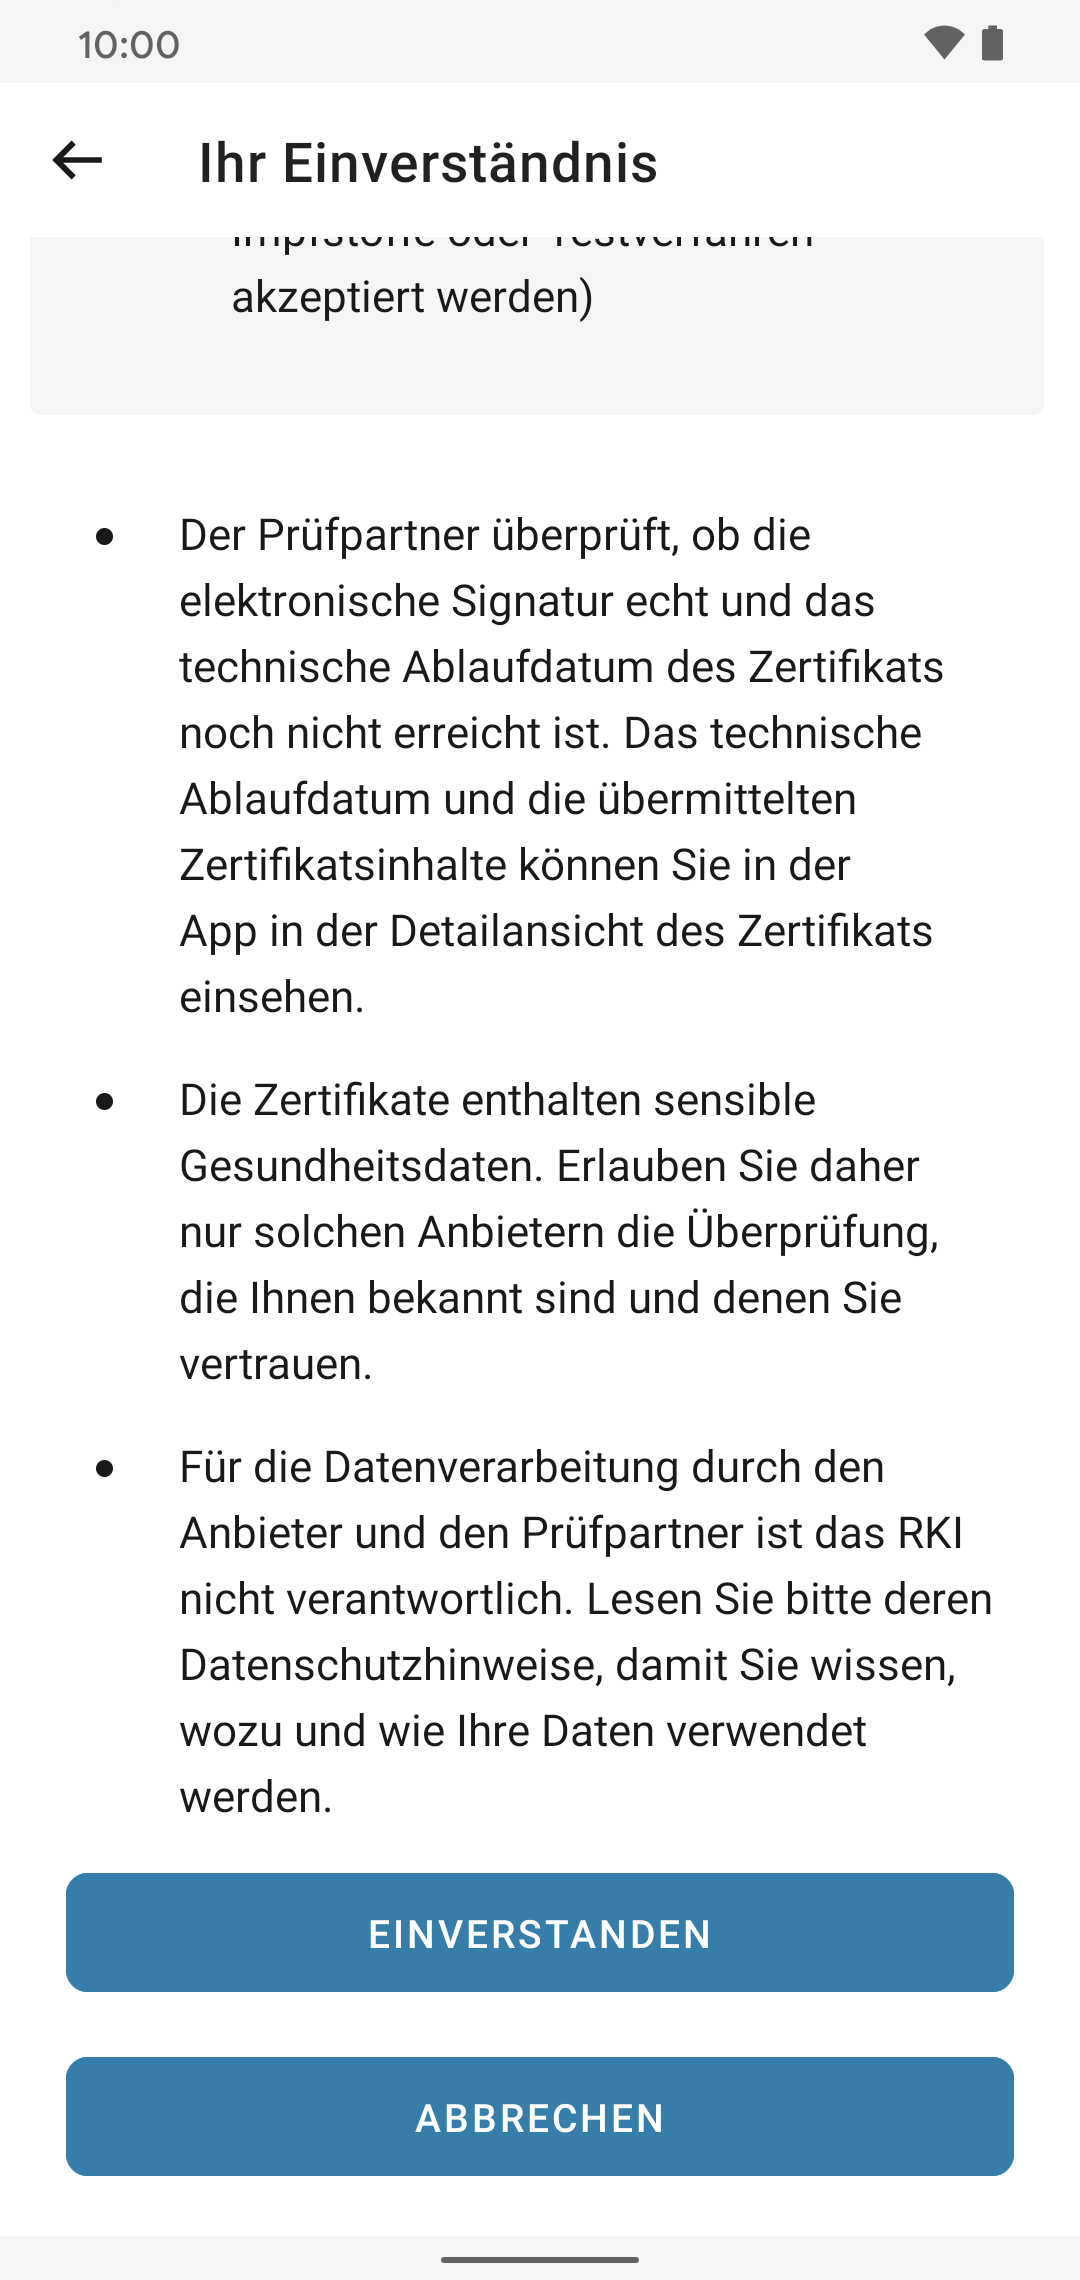 10:00
Ihr Einverständnis
Impfstoffe oder Testverfahren
akzeptiert werden)
Der Prüfpartner überprüft, ob die
elektronische Signatur echt und das
technische Ablaufdatum des Zertifikats
noch nicht erreicht ist. Das technische
Ablaufdatum und die übermittelten
Zertifikatsinhalte können Sie in der
App in der Detailansicht des Zertifikats
einsehen.
Die Zertifikate enthalten sensible
Gesundheitsdaten. Erlauben Sie daher
nur solchen Anbietern die Überprüfung,
die Ihnen bekannt sind und denen Sie
vertrauen.
Für die Datenverarbeitung durch den
Anbieter und den Prüfpartner ist das RKI
nicht verantwortlich. Lesen Sie bitte deren
Datenschutzhinweise, damit Sie wissen,
wozu und wie Ihre Daten verwendet
werden.
EINVERSTANDEN
ABBRECHEN